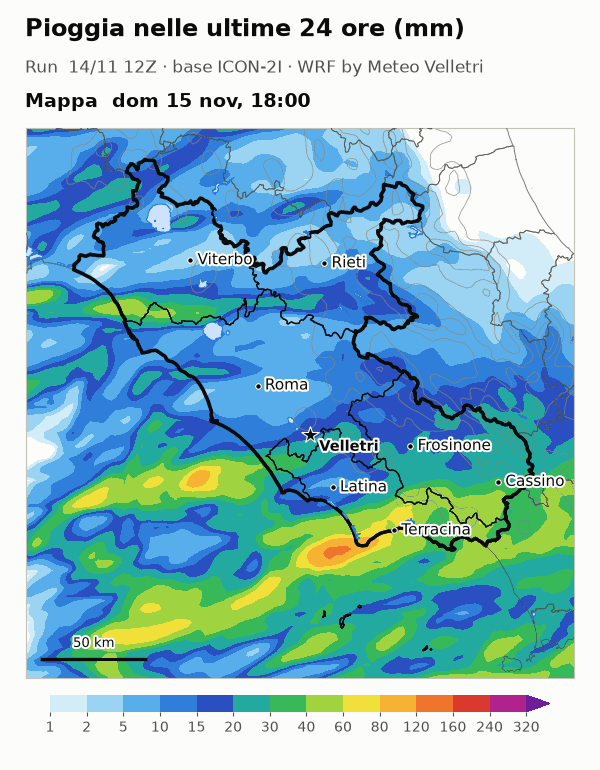 Pioggia nelle ultime 24 ore (mm)
Run  14/11 12Z · base ICON-2I · WRF by Meteo Velletri
Mappa  dom 15 nov, 18:00
Viterbo
Rieti
Roma
Velletri
Frosinone
Latina
Cassino
Terracina
50 km
1 2 5 10 15 20 30 40 60 80 120 160 240 320